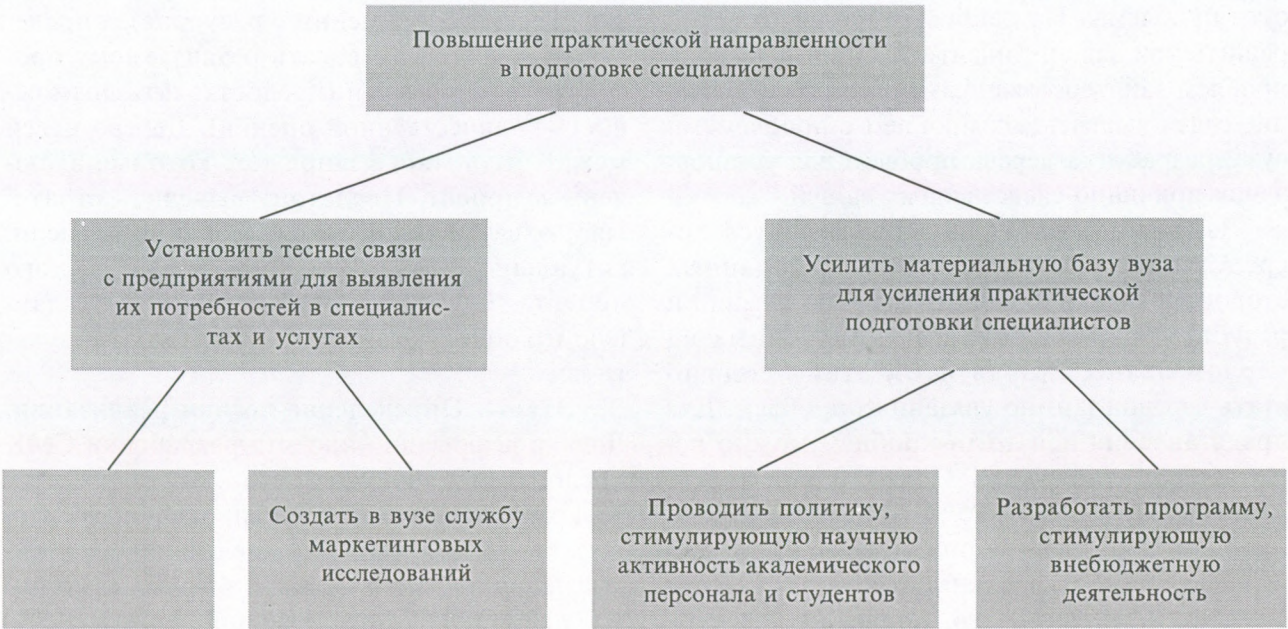 Повышение практической направленности
в подготовке специалистов
Установить тесные связи
с предприятиями для выявления
их потребностей в специалис-
тах и услугах
Усилить материальную базу вуза
для усиления практической
подготовки специалистов
Создать в вузе службу
маркетинговых
исследований
Проводить политику,
стимулирующую научную
активность академического
персонала и студентов
Разработать программу,
стимулирующую
внебюджетную
деятельность